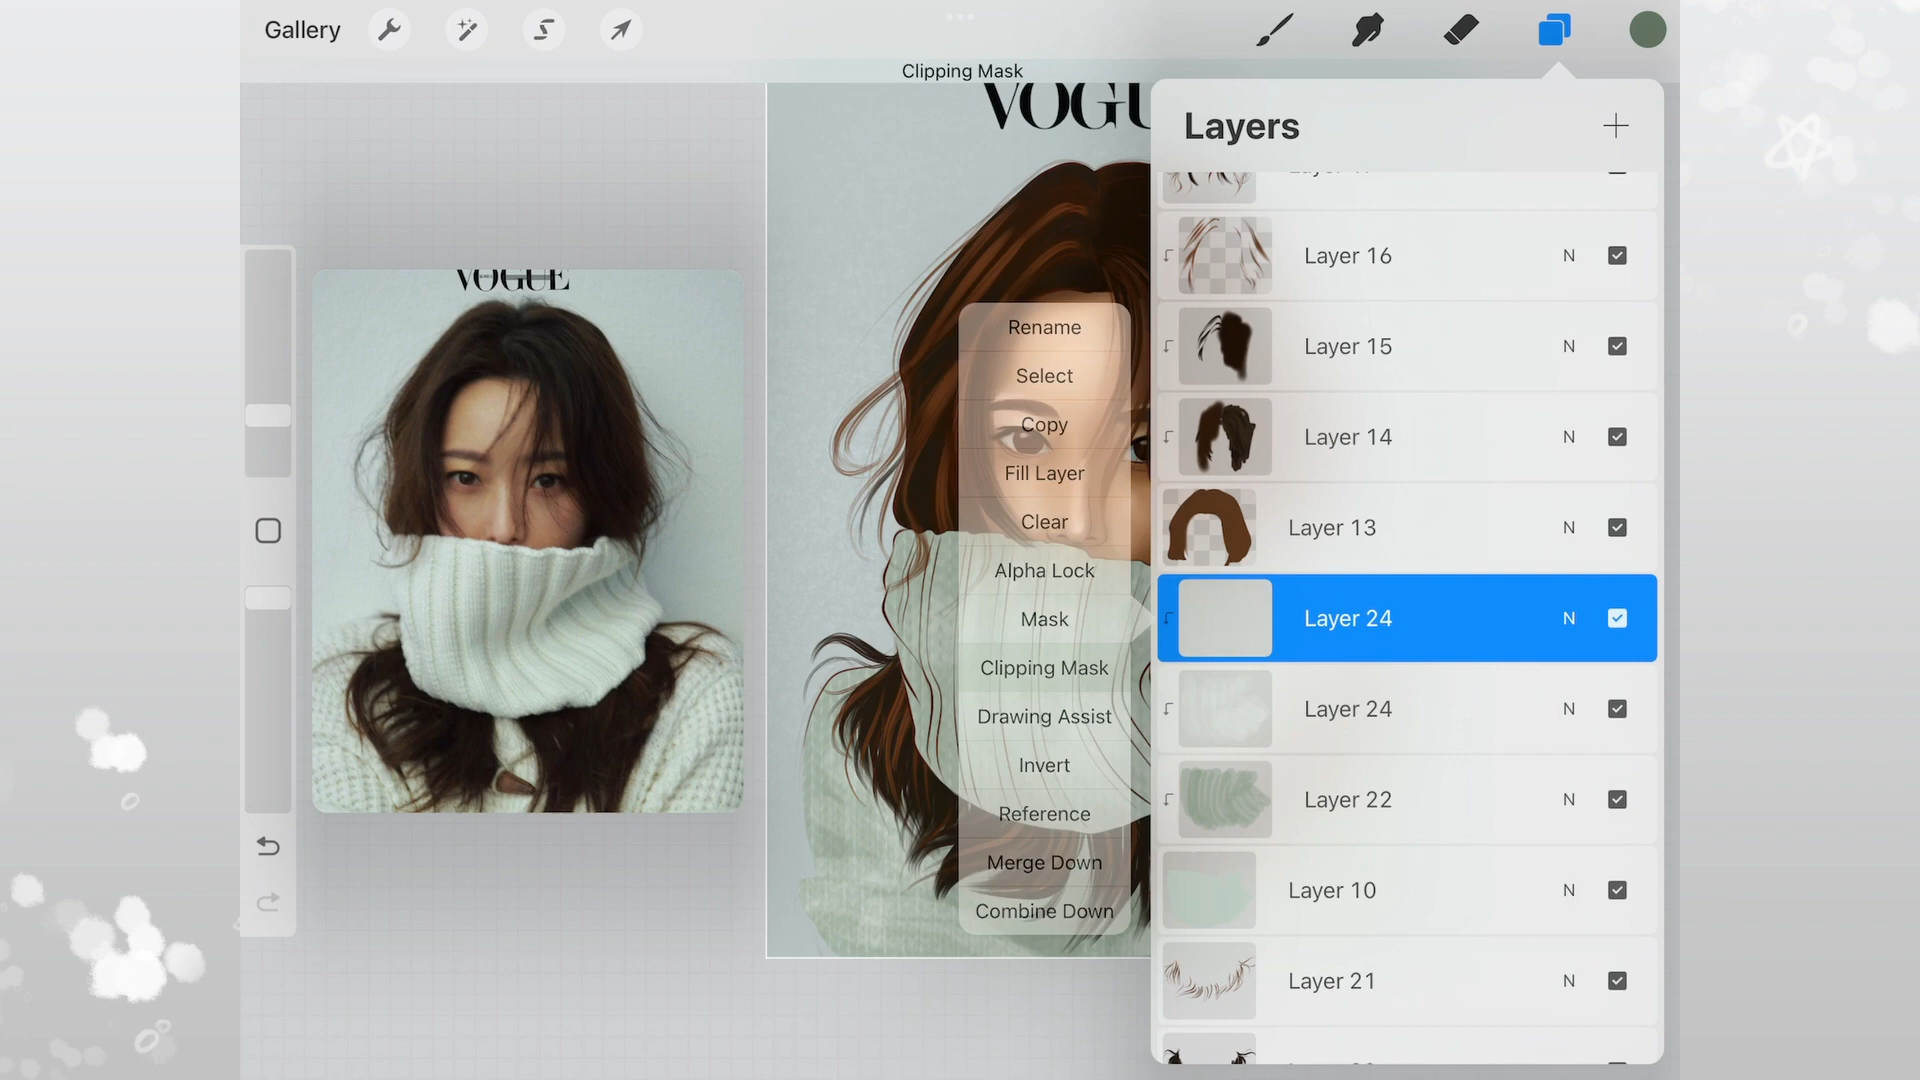 Gallery
Clipping Mask
VOGU
Layers
Layer 16 N
Layer 15 N
Layer 14 N
Layer 13 N
Layer 24 N
Layer 24 N
Layer 22 N
Layer 10 N
Layer 21 N
VOGUE
Rename
Select
Copy
Fill Layer
Clear
Alpha Lock
Mask
Clipping Mask
Drawing Assist
Invert
Reference
Merge Down
Combine Down